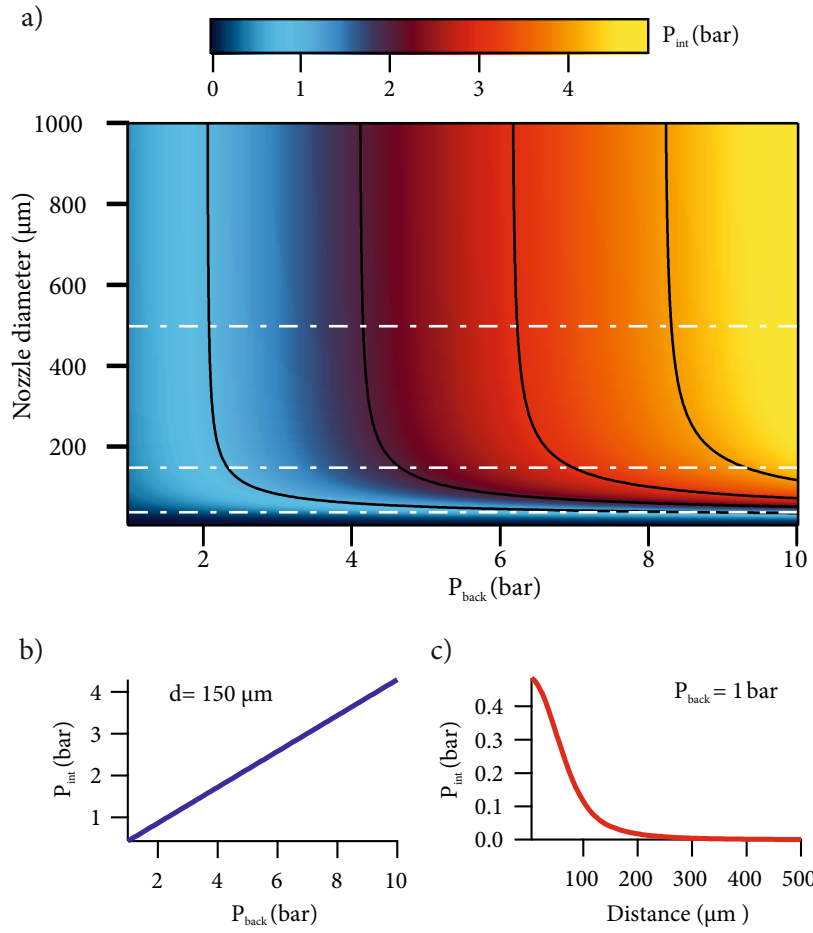 a)
P_int (bar)
0 1 2 3 4
1000
800
600
400
200
Nozzle diameter (µm)
2 4 6 8 10
P_back (bar)
b)
d= 150 µm
4
3
2
1
P_int (bar)
2 4 6 8 10
P_back (bar)
c)
P_back = 1 bar
0.4
0.3
0.2
0.1
0.0
P_int (bar)
100 200 300 400 500
Distance (µm )